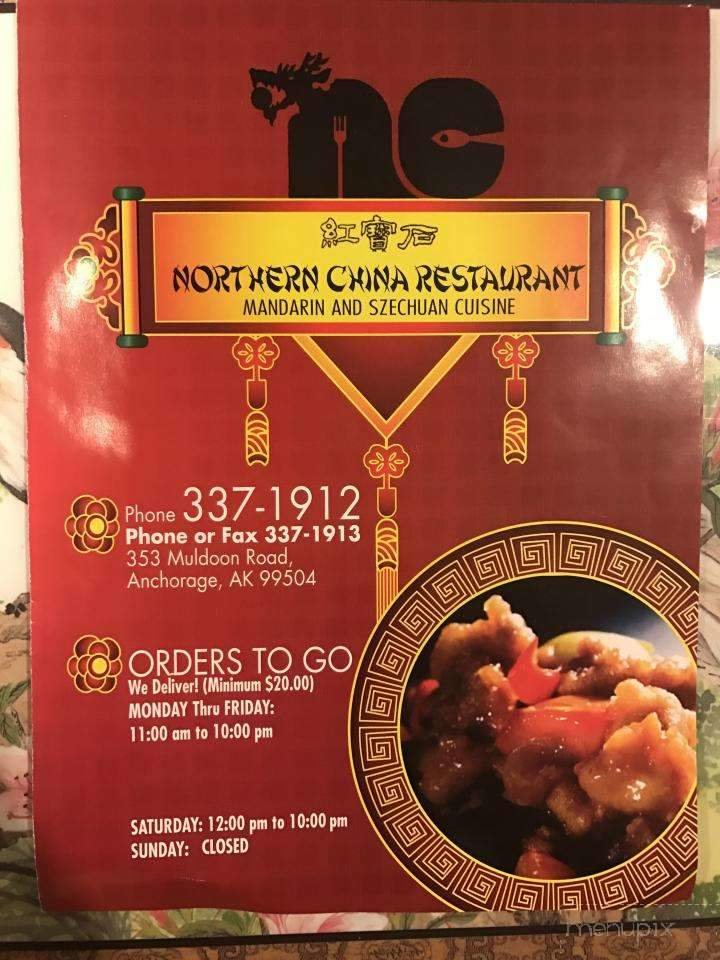 nc
紅寶石
NORTHERN CHINA RESTAURANT
MANDARIN AND SZECHUAN CUISINE
Phone 337-1912
Phone or Fax 337-1913
353 Muldoon Road,
Anchorage, AK 99504
ORDERS TO GO
We Deliver! (Minimum $20.00)
MONDAY Thru FRIDAY:
11:00 am to 10:00 pm
SATURDAY: 12:00 pm to 10:00 pm
SUNDAY: CLOSED
menupix